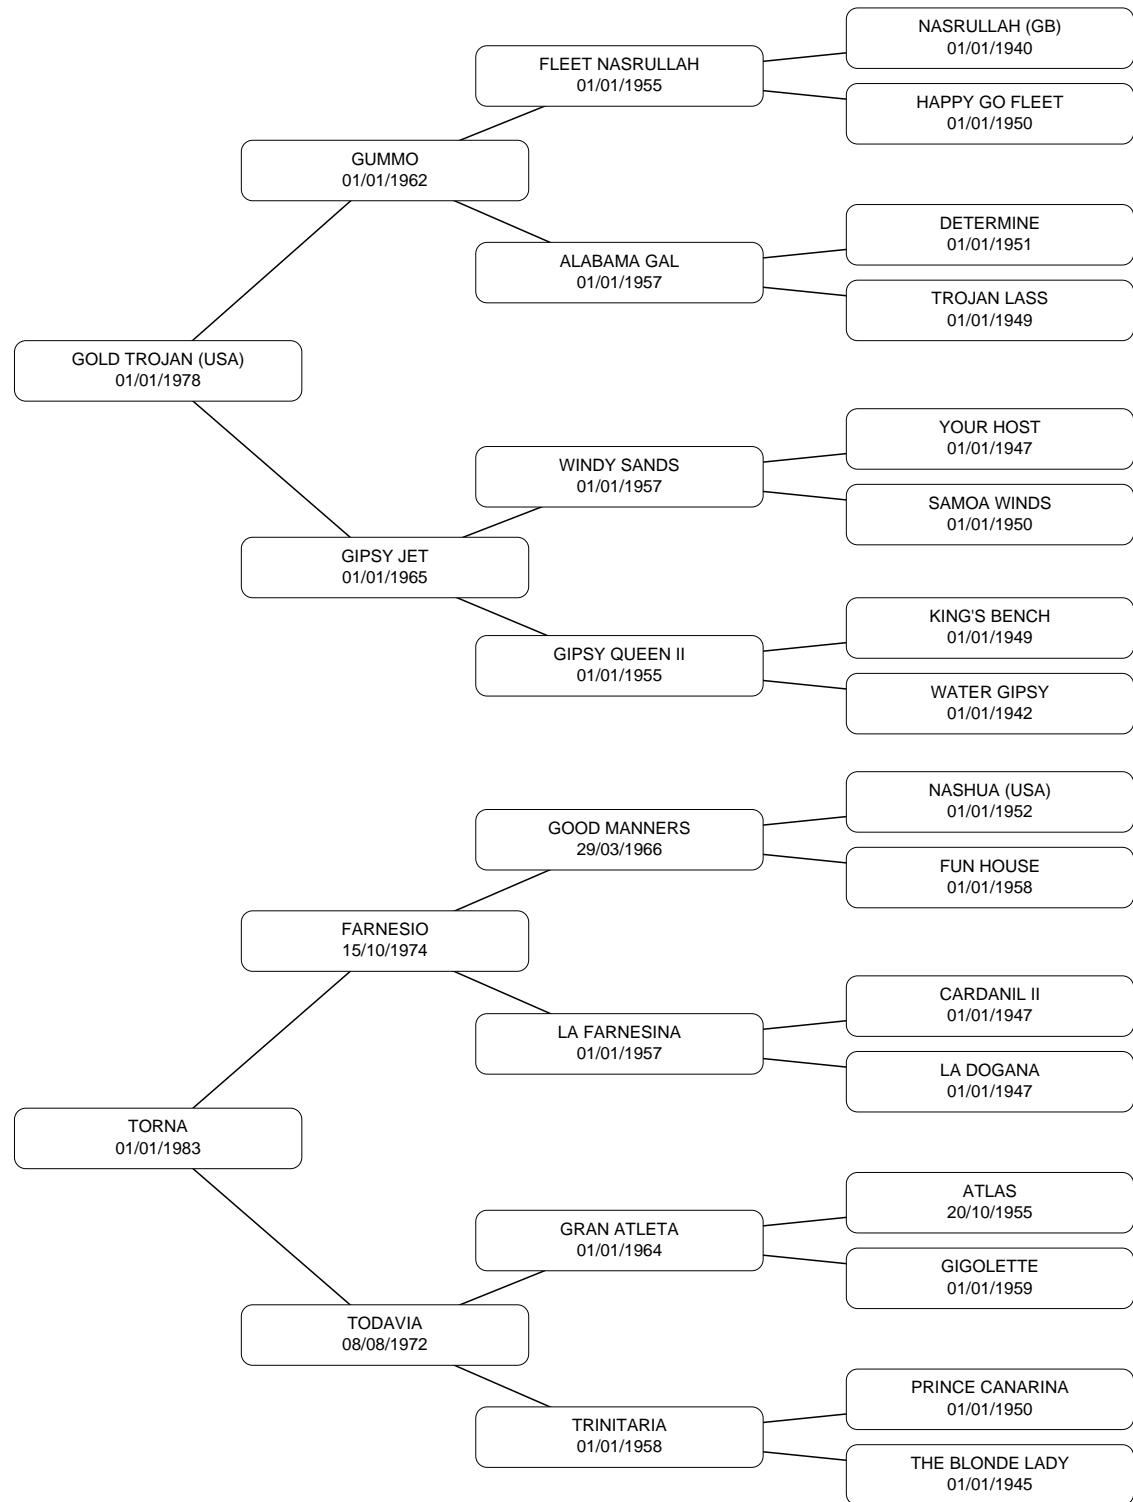 NASRULLAH (GB)
01/01/1940
FLEET NASRULLAH
01/01/1955
HAPPY GO FLEET
01/01/1950
GUMMO
01/01/1962
DETERMINE
01/01/1951
ALABAMA GAL
01/01/1957
TROJAN LASS
01/01/1949
GOLD TROJAN (USA)
01/01/1978
YOUR HOST
01/01/1947
WINDY SANDS
01/01/1957
SAMOA WINDS
01/01/1950
GIPSY JET
01/01/1965
KING'S BENCH
01/01/1949
GIPSY QUEEN II
01/01/1955
WATER GIPSY
01/01/1942
NASHUA (USA)
01/01/1952
GOOD MANNERS
29/03/1966
FUN HOUSE
01/01/1958
FARNESIO
15/10/1974
CARDANIL II
01/01/1947
LA FARNESINA
01/01/1957
LA DOGANA
01/01/1947
TORNA
01/01/1983
ATLAS
20/10/1955
GRAN ATLETA
01/01/1964
GIGOLETTE
01/01/1959
TODAVIA
08/08/1972
PRINCE CANARINA
01/01/1950
TRINITARIA
01/01/1958
THE BLONDE LADY
01/01/1945